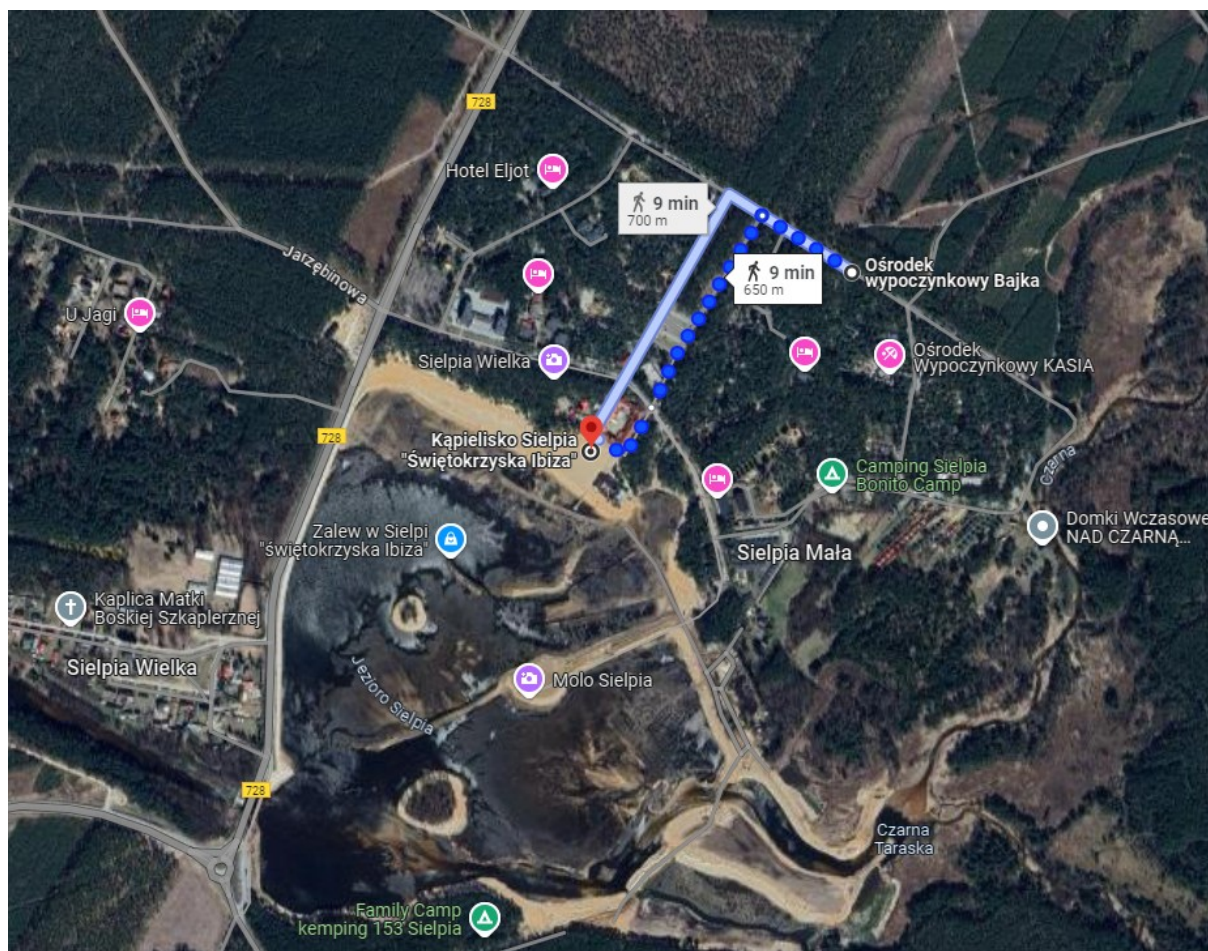 728
Hotel Eljot
9 min
700 m
Jarzębinowa
9 min
650 m
Ośrodek
wypoczynkowy Bajka
U Jagi
Sielpia Wielka
Ośrodek
Wypoczynkowy KASIA
728
Kąpielisko Sielpia
"Świętokrzyska Ibiza"
Czarna
Camping Sielpia
Bonito Camp
Zalew w Sielpi
"świętokrzyska Ibiza"
Sielpia Mała
Domki Wczasowe
NAD CZARNĄ...
Kaplica Matki
Boskiej Szkaplerznej
Sielpia Wielka
Jezioro Sielpia
Molo Sielpia
728
Czarna
Taraska
Family Camp
kemping 153 Sielpia